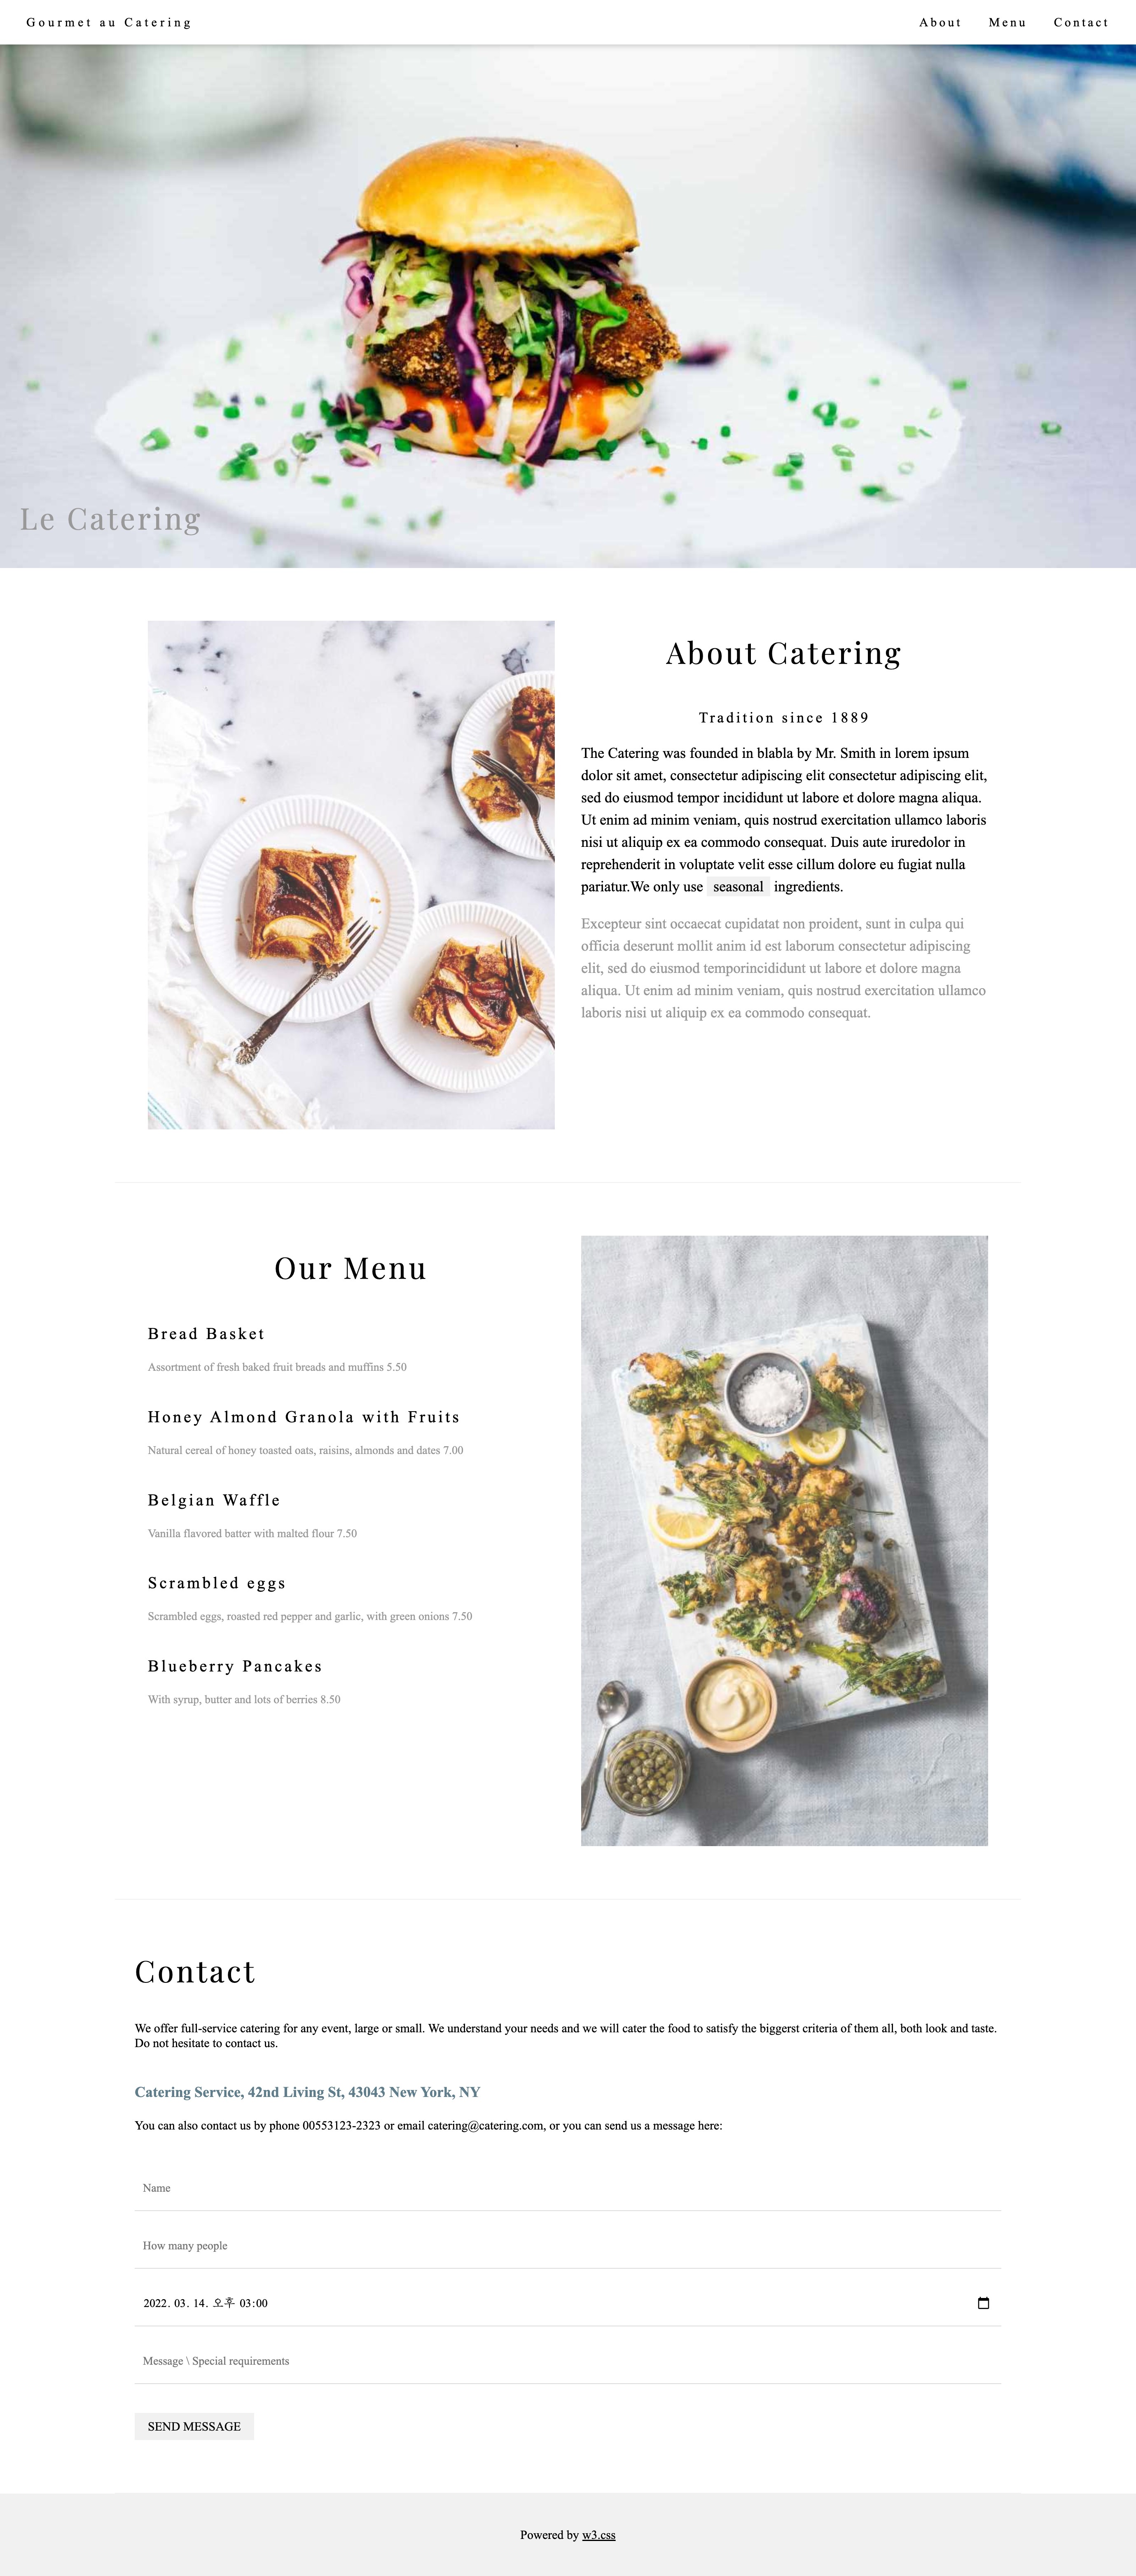 Gourmet au Catering
About Menu Contact
Le Catering
About Catering
Tradition since 1889
The Catering was founded in blabla by Mr. Smith in lorem ipsum
dolor sit amet, consectetur adipiscing elit consectetur adipiscing elit,
sed do eiusmod tempor incididunt ut labore et dolore magna aliqua.
Ut enim ad minim veniam, quis nostrud exercitation ullamco laboris
nisi ut aliquip ex ea commodo consequat. Duis aute iruredolor in
reprehenderit in voluptate velit esse cillum dolore eu fugiat nulla
pariatur.We only use seasonal ingredients.
Excepteur sint occaecat cupidatat non proident, sunt in culpa qui
officia deserunt mollit anim id est laborum consectetur adipiscing
elit, sed do eiusmod temporincididunt ut labore et dolore magna
aliqua. Ut enim ad minim veniam, quis nostrud exercitation ullamco
laboris nisi ut aliquip ex ea commodo consequat.
Our Menu
Bread Basket
Assortment of fresh baked fruit breads and muffins 5.50
Honey Almond Granola with Fruits
Natural cereal of honey toasted oats, raisins, almonds and dates 7.00
Belgian Waffle
Vanilla flavored batter with malted flour 7.50
Scrambled eggs
Scrambled eggs, roasted red pepper and garlic, with green onions 7.50
Blueberry Pancakes
With syrup, butter and lots of berries 8.50
Contact
We offer full-service catering for any event, large or small. We understand your needs and we will cater the food to satisfy the biggerst criteria of them all, both look and taste.
Do not hesitate to contact us.
Catering Service, 42nd Living St, 43043 New York, NY
You can also contact us by phone 00553123-2323 or email catering@catering.com, or you can send us a message here:
Name
How many people
2022. 03. 14. 오후 03:00
Message \ Special requirements
SEND MESSAGE
Powered by w3.css